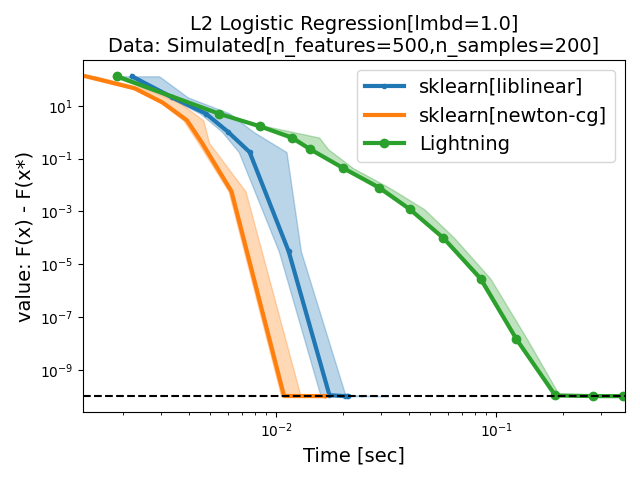 L2 Logistic Regression[lmbd=1.0]
Data: Simulated[n_features=500,n_samples=200]
sklearn[liblinear]
sklearn[newton-cg]
Lightning
value: F(x) - F(x*)
10¹
10⁻¹
10⁻³
10⁻⁵
10⁻⁷
10⁻⁹
10⁻²
10⁻¹
Time [sec]